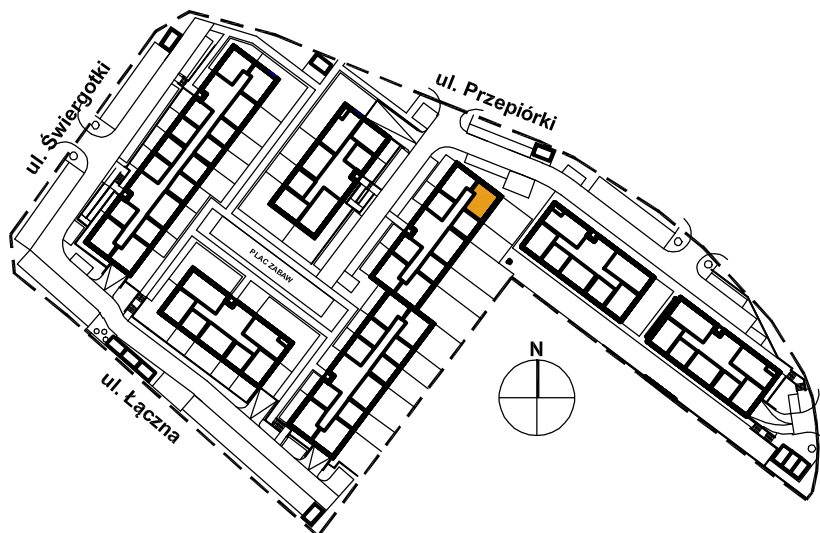 ul. Przepiórki
ul. Świergotki
PLAC ZABAW
N
ul. Łączna